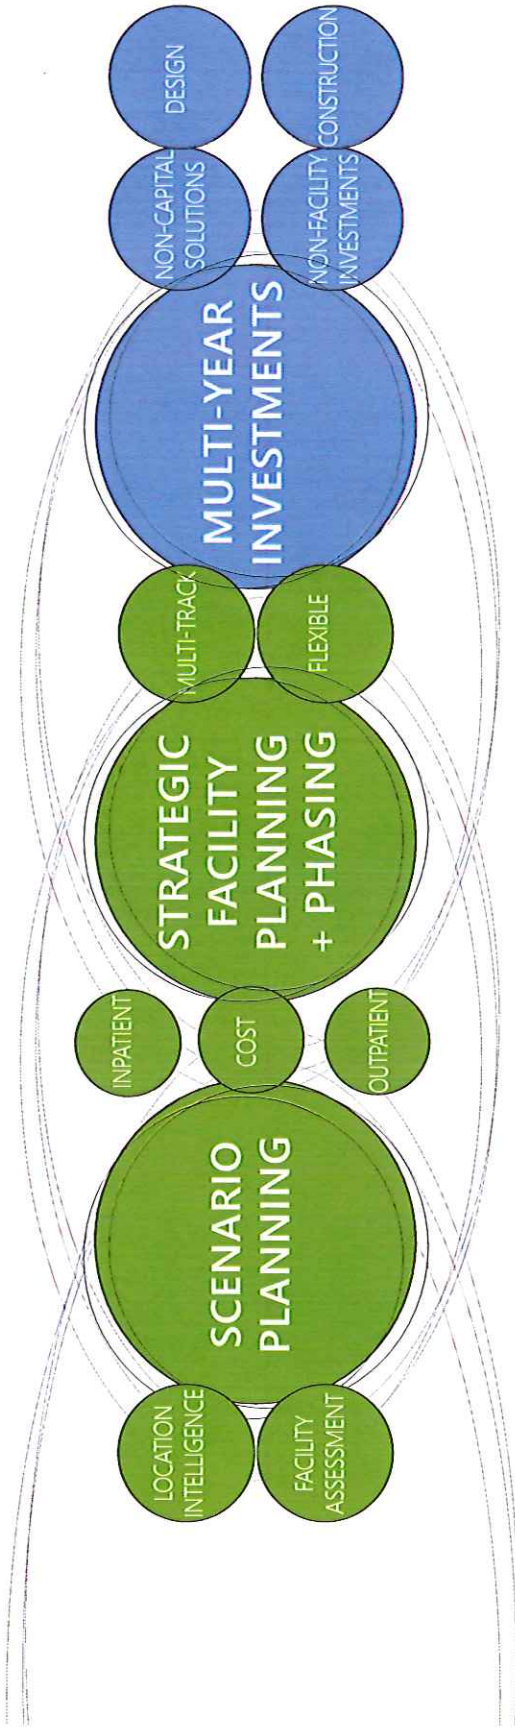 LOCATION
INTELLIGENCE
FACILITY
ASSESSMENT
SCENARIO
PLANNING
INPATIENT
COST
OUTPATIENT
STRATEGIC
FACILITY
PLANNING
+ PHASING
MULTI-TRACK
FLEXIBLE
MULTI-YEAR
INVESTMENTS
NON-CAPITAL
SOLUTIONS
NON-FACILITY
INVESTMENTS
DESIGN
CONSTRUCTION